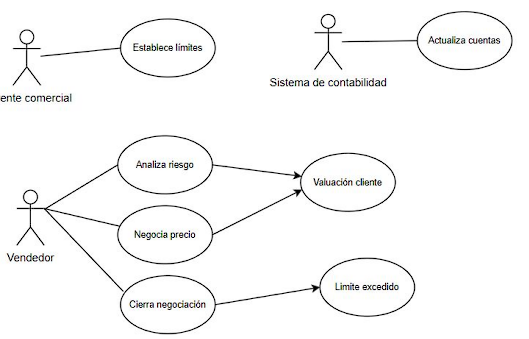 Establece límites
Actualiza cuentas
ente comercial
Sistema de contabilidad
Analiza riesgo
Valuación cliente
Negocia precio
Vendedor
Cierra negociación
Limite excedido